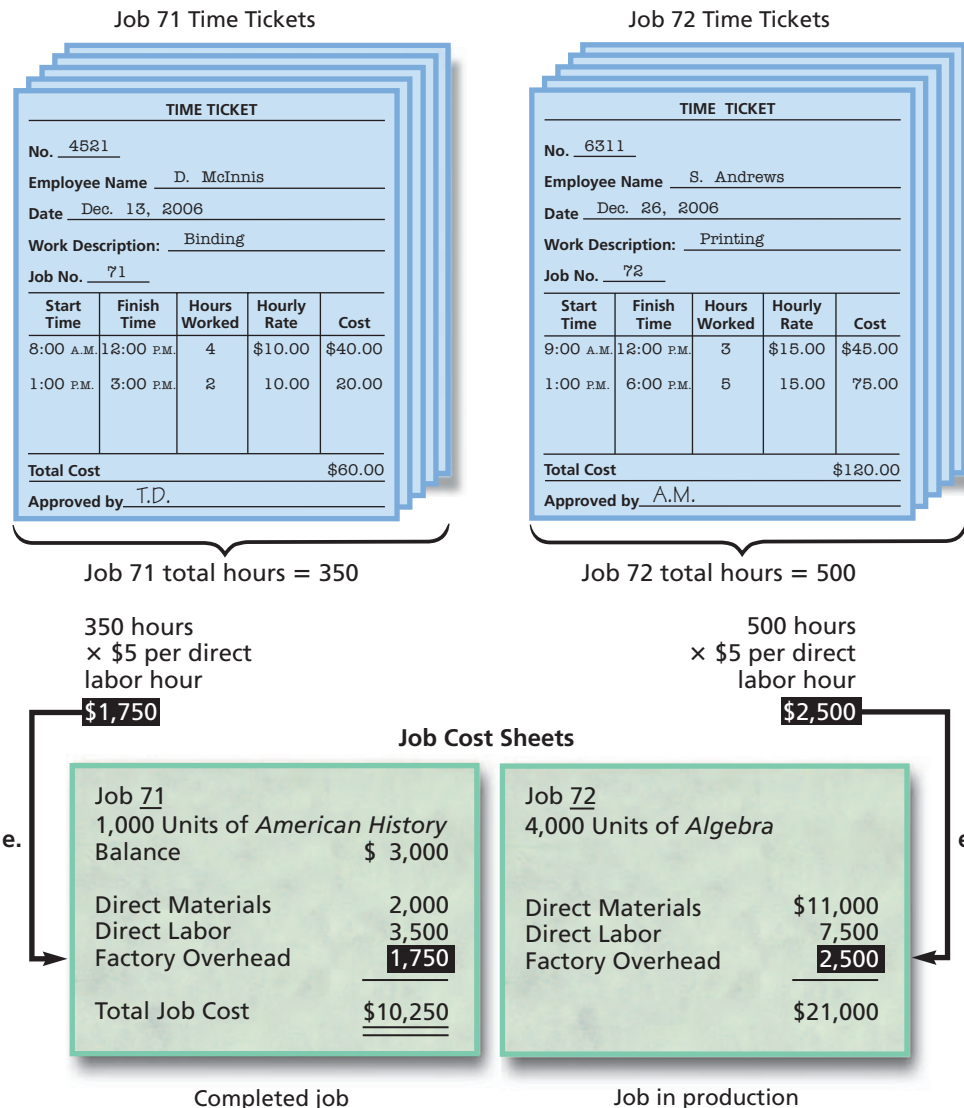 Job 71 Time Tickets
TIME TICKET
No. 4521
Employee Name D. McInnis
Date Dec. 13, 2006
Work Description: Binding
Job No. 71
Start Time Finish Time Hours Worked Hourly Rate Cost
8:00 A.M. 12:00 P.M. 4 $10.00 $40.00
1:00 P.M. 3:00 P.M. 2 10.00 20.00
Total Cost $60.00
Approved by T.D.
Job 71 total hours = 350
350 hours
× $5 per direct
labor hour
$1,750
Job 72 Time Tickets
TIME TICKET
No. 6311
Employee Name S. Andrews
Date Dec. 26, 2006
Work Description: Printing
Job No. 72
Start Time Finish Time Hours Worked Hourly Rate Cost
9:00 A.M. 12:00 P.M. 3 $15.00 $45.00
1:00 P.M. 6:00 P.M. 5 15.00 75.00
Total Cost $120.00
Approved by A.M.
Job 72 total hours = 500
500 hours
× $5 per direct
labor hour
$2,500
Job Cost Sheets
e.
Job 71
1,000 Units of American History
Balance $ 3,000
Direct Materials 2,000
Direct Labor 3,500
Factory Overhead 1,750
Total Job Cost $10,250
Completed job
Job 72
4,000 Units of Algebra
Direct Materials $11,000
Direct Labor 7,500
Factory Overhead 2,500
$21,000
Job in production
e